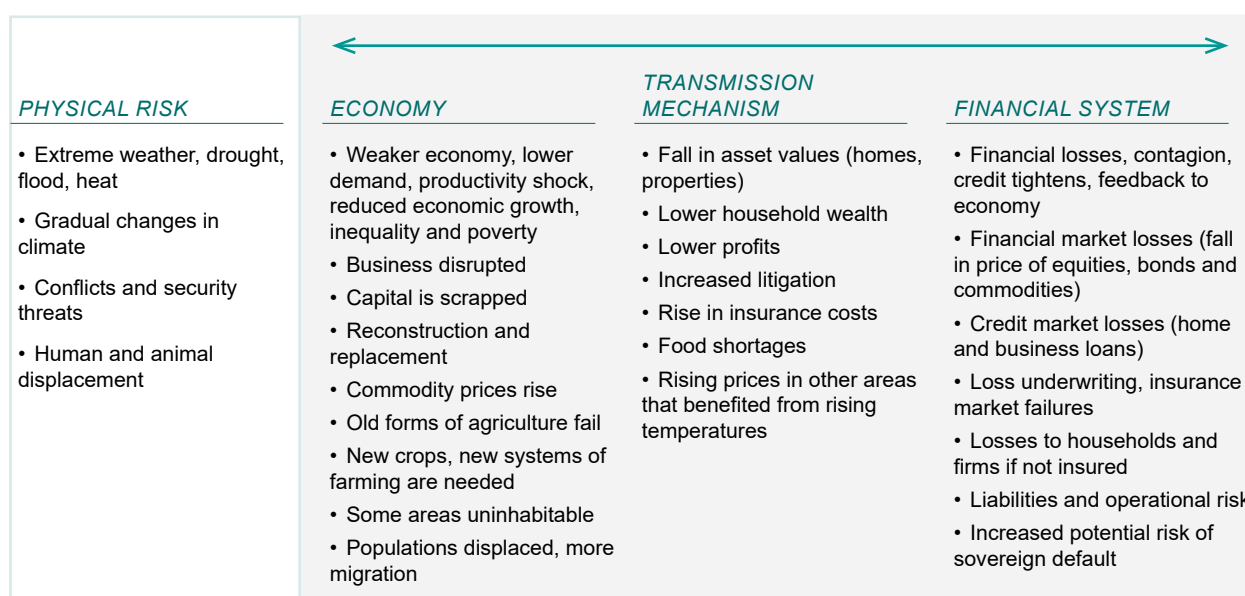 PHYSICAL RISK
• Extreme weather, drought,
flood, heat
• Gradual changes in
climate
• Conflicts and security
threats
• Human and animal
displacement
ECONOMY
• Weaker economy, lower
demand, productivity shock,
reduced economic growth,
inequality and poverty
• Business disrupted
• Capital is scrapped
• Reconstruction and
replacement
• Commodity prices rise
• Old forms of agriculture fail
• New crops, new systems of
farming are needed
• Some areas uninhabitable
• Populations displaced, more
migration
TRANSMISSION
MECHANISM
• Fall in asset values (homes,
properties)
• Lower household wealth
• Lower profits
• Increased litigation
• Rise in insurance costs
• Food shortages
• Rising prices in other areas
that benefited from rising
temperatures
FINANCIAL SYSTEM
• Financial losses, contagion,
credit tightens, feedback to
economy
• Financial market losses (fall
in price of equities, bonds and
commodities)
• Credit market losses (home
and business loans)
• Loss underwriting, insurance
market failures
• Losses to households and
firms if not insured
• Liabilities and operational risk
• Increased potential risk of
sovereign default